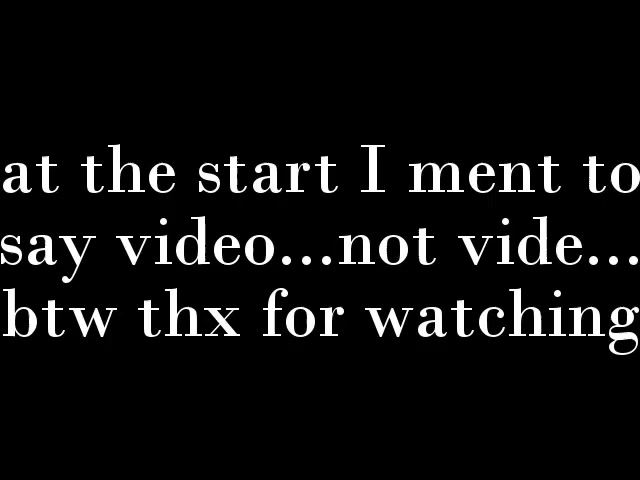 at the start I ment to
say video...not vide...
btw thx for watching